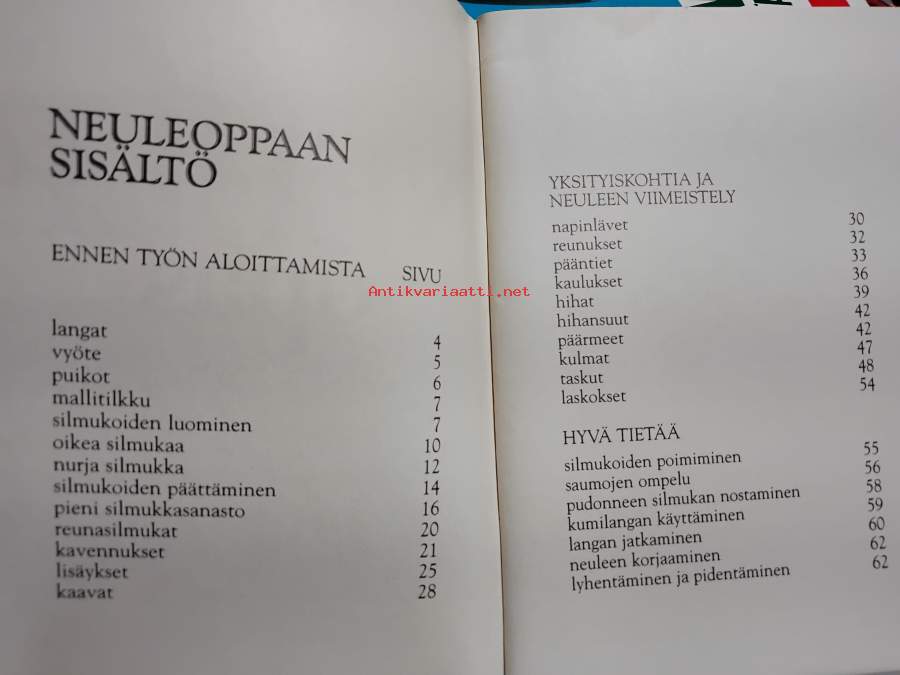 NEULEOPPAAN
SISÄLTÖ
ENNEN TYÖN ALOITTAMISTA SIVU
langat 4
vyöte 5
puikot 6
mallitilkku 7
silmukoiden luominen 7
oikea silmukaa 10
nurja silmukka 12
silmukoiden päättäminen 14
pieni silmukkasanasto 16
reunasilmukat 20
kavennukset 21
lisäykset 25
kaavat 28
YKSITYISKOHTIA JA
NEULEEN VIIMEISTELY
napinlävet 30
reunukset 32
pääntiet 33
kaulukset 36
hihat 39
hihansuut 42
päärmeet 42
kulmat 47
taskut 48
laskokset 54
HYVÄ TIETÄÄ
silmukoiden poimiminen 55
saumojen ompelu 56
pudonneen silmukan nostaminen 58
kumilangan käyttäminen 59
langan jatkaminen 60
neuleen korjaaminen 62
lyhentäminen ja pidentäminen 62
Antikvariaatti.net